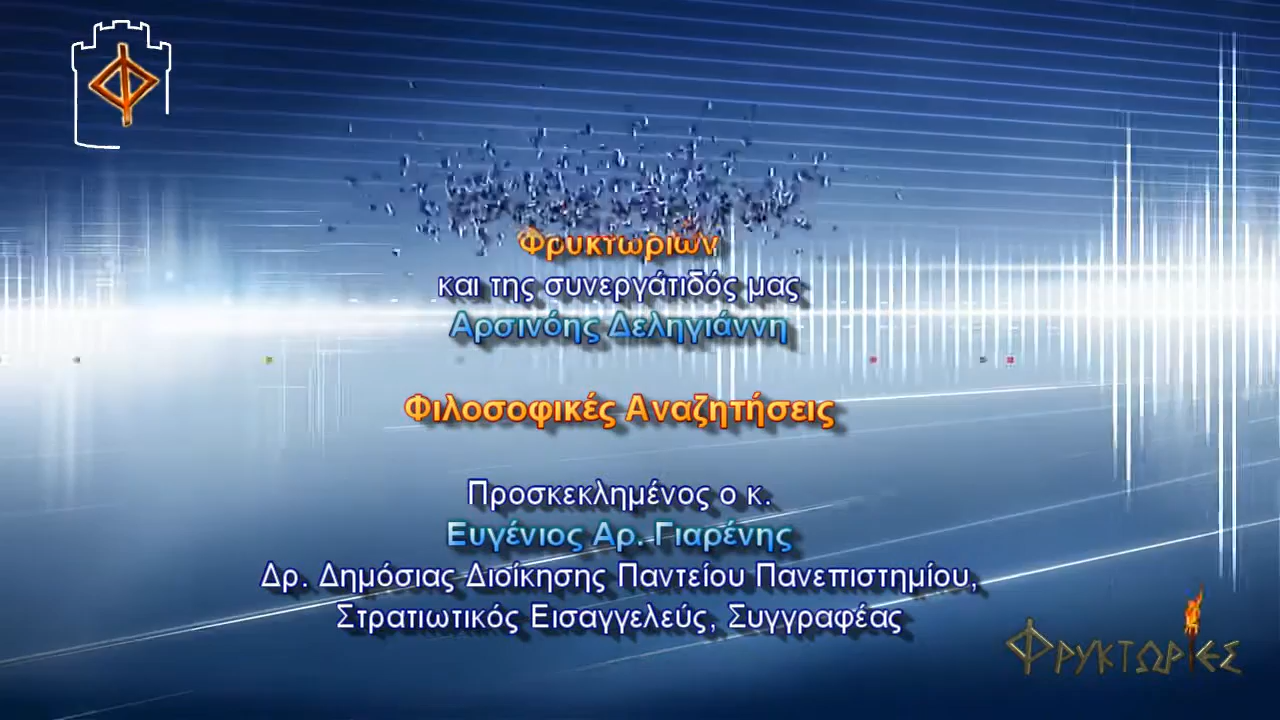 Φ
Φρυκτωριών
και της συνεργάτιδός μας
Αρσινόης Δεληγιάννη
Φιλοσοφικές Αναζητήσεις
Προσκεκλημένος ο κ.
Ευγένιος Αρ. Γιαρένης
Δρ. Δημόσιας Διοίκησης Παντείου Πανεπιστημίου,
Στρατιωτικός Εισαγγελεύς, Συγγραφέας
ΦΡΥΚΤΩΡΙΕΣ